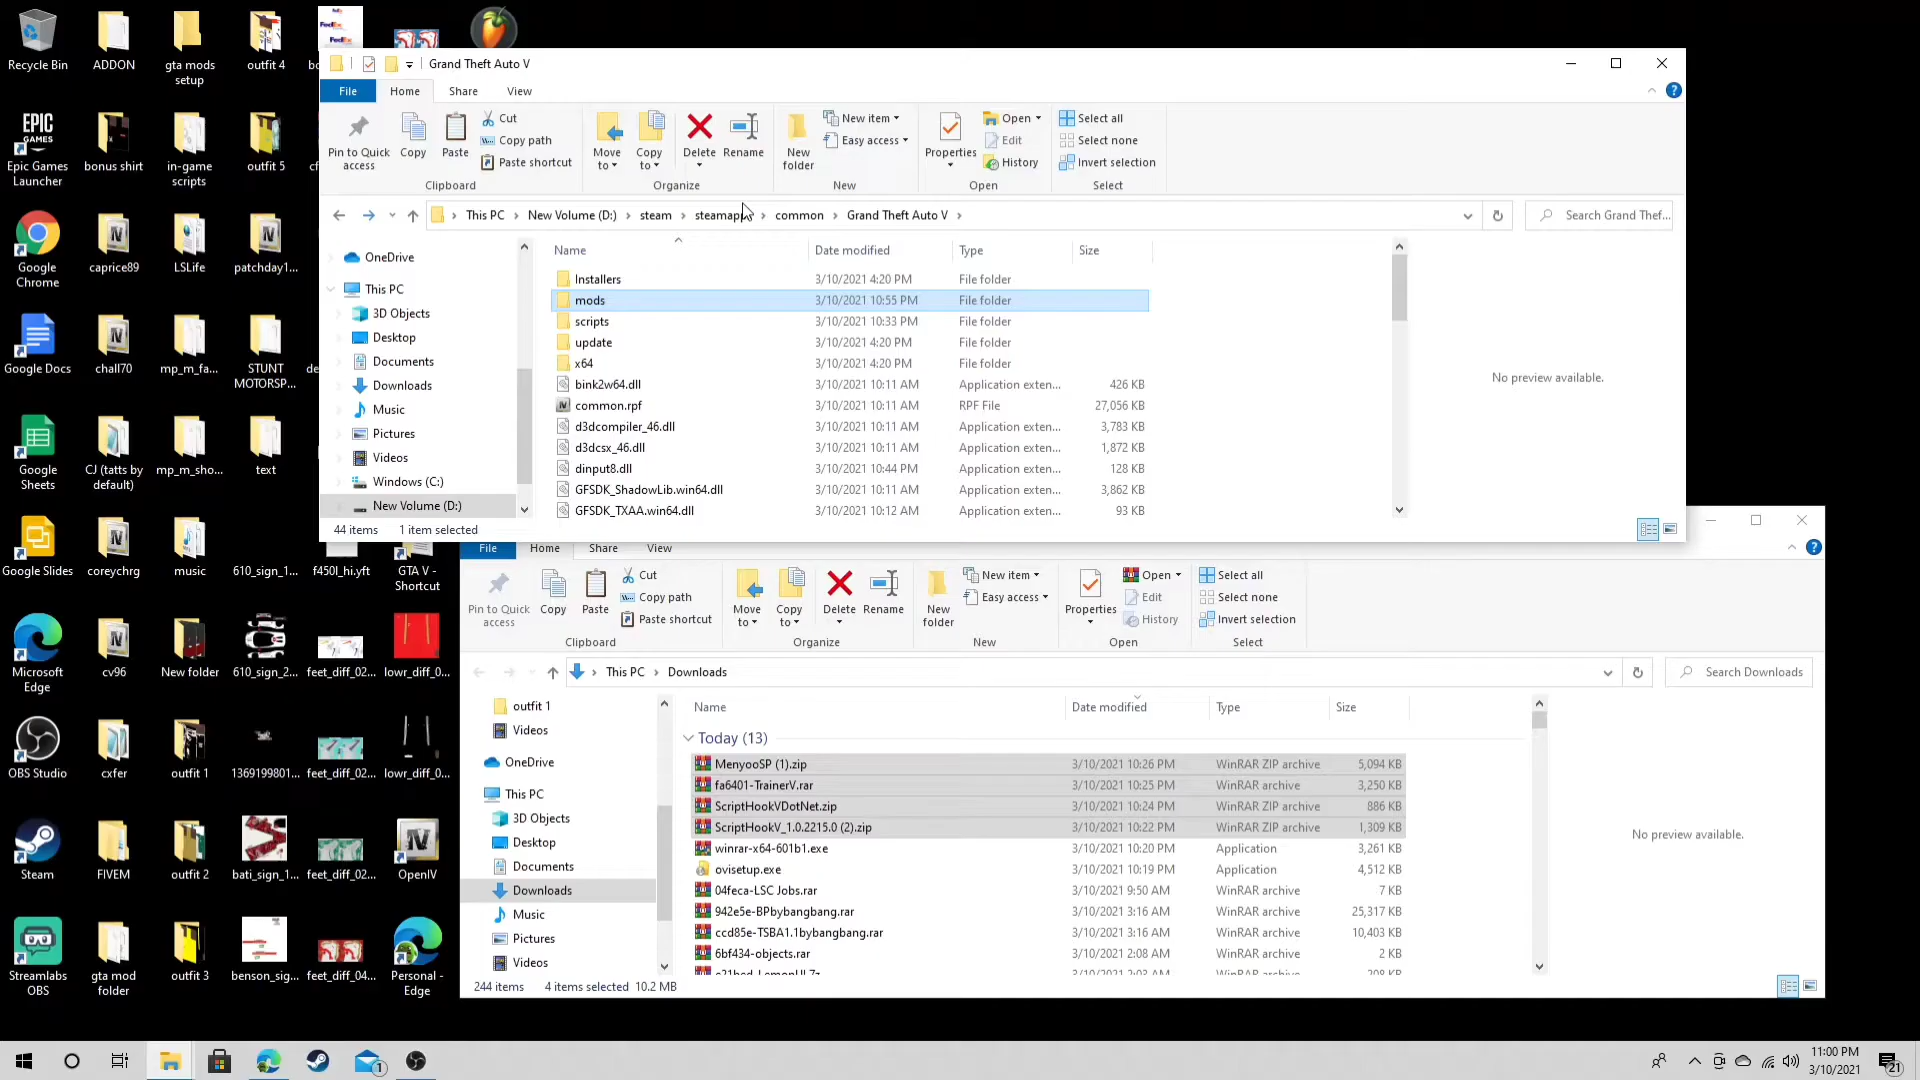 Recycle Bin
ADDON
gta mods setup
outfit 4
Epic Games Launcher
bonus shirt
in-game scripts
outfit 5
Google Chrome
caprice89
LSLife
patchday1...
Google Docs
chall70
mp_m_fa...
STUNT MOTORSP...
Google Sheets
CJ (tatts by default)
mp_m_sho...
text
Google Slides
coreychrg
music
610_sign_1...
f450l_hi.yft
GTA V - Shortcut
Microsoft Edge
cv96
New folder
610_sign_2...
feet_diff_02...
lowr_diff_0...
OBS Studio
cxfer
outfit 1
1369199801...
feet_diff_02...
lowr_diff_0...
Steam
FIVEM
outfit 2
bati_sign_1...
feet_diff_02...
OpenIV
Streamlabs OBS
gta mod folder
outfit 3
benson_sig...
feet_diff_04...
Personal - Edge
Grand Theft Auto V
File Home Share View
Pin to Quick access
Copy
Paste
Cut
Copy path
Paste shortcut
Clipboard
Move to
Copy to
Delete
Rename
Organize
New folder
New item
Easy access
New
Properties
Open
Edit
History
Open
Select all
Select none
Invert selection
Select
This PC > New Volume (D:) > steam > steamapps > common > Grand Theft Auto V >
Search Grand Thef...
OneDrive
This PC
3D Objects
Desktop
Documents
Downloads
Music
Pictures
Videos
Windows (C:)
New Volume (D:)
Name Date modified Type Size
Installers 3/10/2021 4:20 PM File folder
mods 3/10/2021 10:55 PM File folder
scripts 3/10/2021 10:33 PM File folder
update 3/10/2021 4:20 PM File folder
x64 3/10/2021 4:20 PM File folder
bink2w64.dll 3/10/2021 10:11 AM Application exten... 426 KB
common.rpf 3/10/2021 10:11 AM RPF File 27,056 KB
d3dcompiler_46.dll 3/10/2021 10:11 AM Application exten... 3,783 KB
d3dcsx_46.dll 3/10/2021 10:11 AM Application exten... 1,872 KB
dinput8.dll 3/10/2021 10:44 PM Application exten... 128 KB
GFSDK_ShadowLib.win64.dll 3/10/2021 10:11 AM Application exten... 3,862 KB
GFSDK_TXAA.win64.dll 3/10/2021 10:12 AM Application exten... 93 KB
No preview available.
44 items 1 item selected
File Home Share View
Pin to Quick access
Copy
Paste
Cut
Copy path
Paste shortcut
Clipboard
Move to
Copy to
Delete
Rename
Organize
New folder
New item
Easy access
New
Properties
Open
Edit
History
Open
Select all
Select none
Invert selection
Select
This PC > Downloads
Search Downloads
outfit 1
Videos
OneDrive
This PC
3D Objects
Desktop
Documents
Downloads
Music
Pictures
Videos
Name Date modified Type Size
Today (13)
MenyooSP (1).zip 3/10/2021 10:26 PM WinRAR ZIP archive 5,094 KB
fa6401-TrainerV.rar 3/10/2021 10:25 PM WinRAR archive 3,250 KB
ScriptHookVDotNet.zip 3/10/2021 10:24 PM WinRAR ZIP archive 886 KB
ScriptHookV_1.0.2215.0 (2).zip 3/10/2021 10:22 PM WinRAR ZIP archive 1,309 KB
winrar-x64-601b1.exe 3/10/2021 10:20 PM Application 3,261 KB
ovisetup.exe 3/10/2021 10:19 PM Application 4,512 KB
04feca-LSC Jobs.rar 3/10/2021 9:50 AM WinRAR archive 7 KB
942e5e-BPbybangbang.rar 3/10/2021 3:16 AM WinRAR archive 25,317 KB
ccd85e-TSBA1.1bybangbang.rar 3/10/2021 3:16 AM WinRAR archive 10,403 KB
6bf434-objects.rar 3/10/2021 2:08 AM WinRAR archive 2 KB
No preview available.
244 items 4 items selected 10.2 MB
11:00 PM
3/10/2021
21